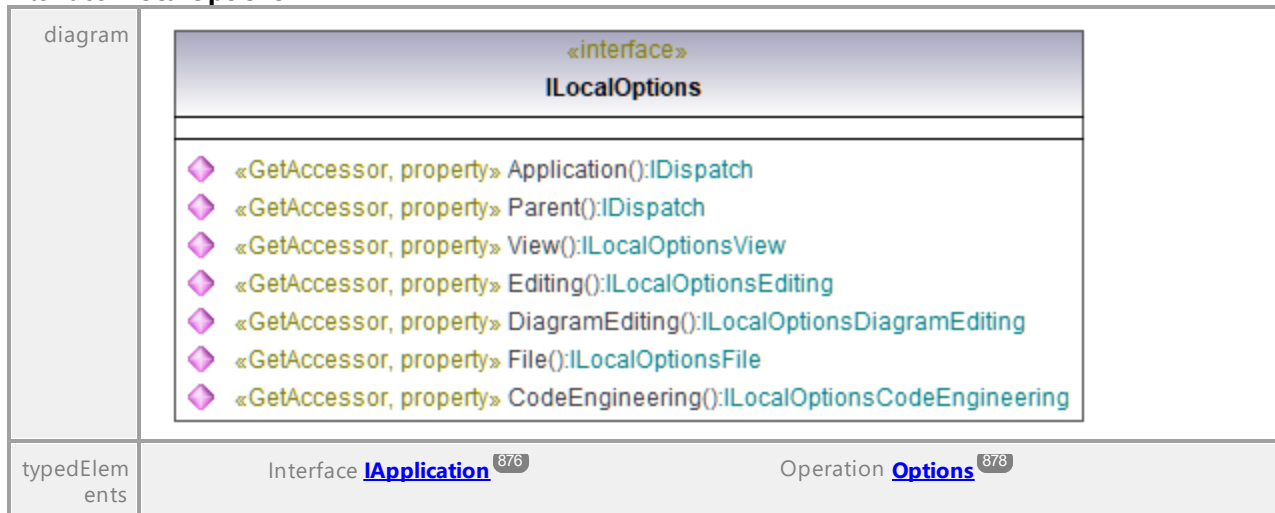 diagram
«interface»
ILocalOptions
«GetAccessor, property» Application():IDispatch
«GetAccessor, property» Parent():IDispatch
«GetAccessor, property» View():ILocalOptionsView
«GetAccessor, property» Editing():ILocalOptionsEditing
«GetAccessor, property» DiagramEditing():ILocalOptionsDiagramEditing
«GetAccessor, property» File():ILocalOptionsFile
«GetAccessor, property» CodeEngineering():ILocalOptionsCodeEngineering
typedElem
ents
Interface IApplication 876
Operation Options 878